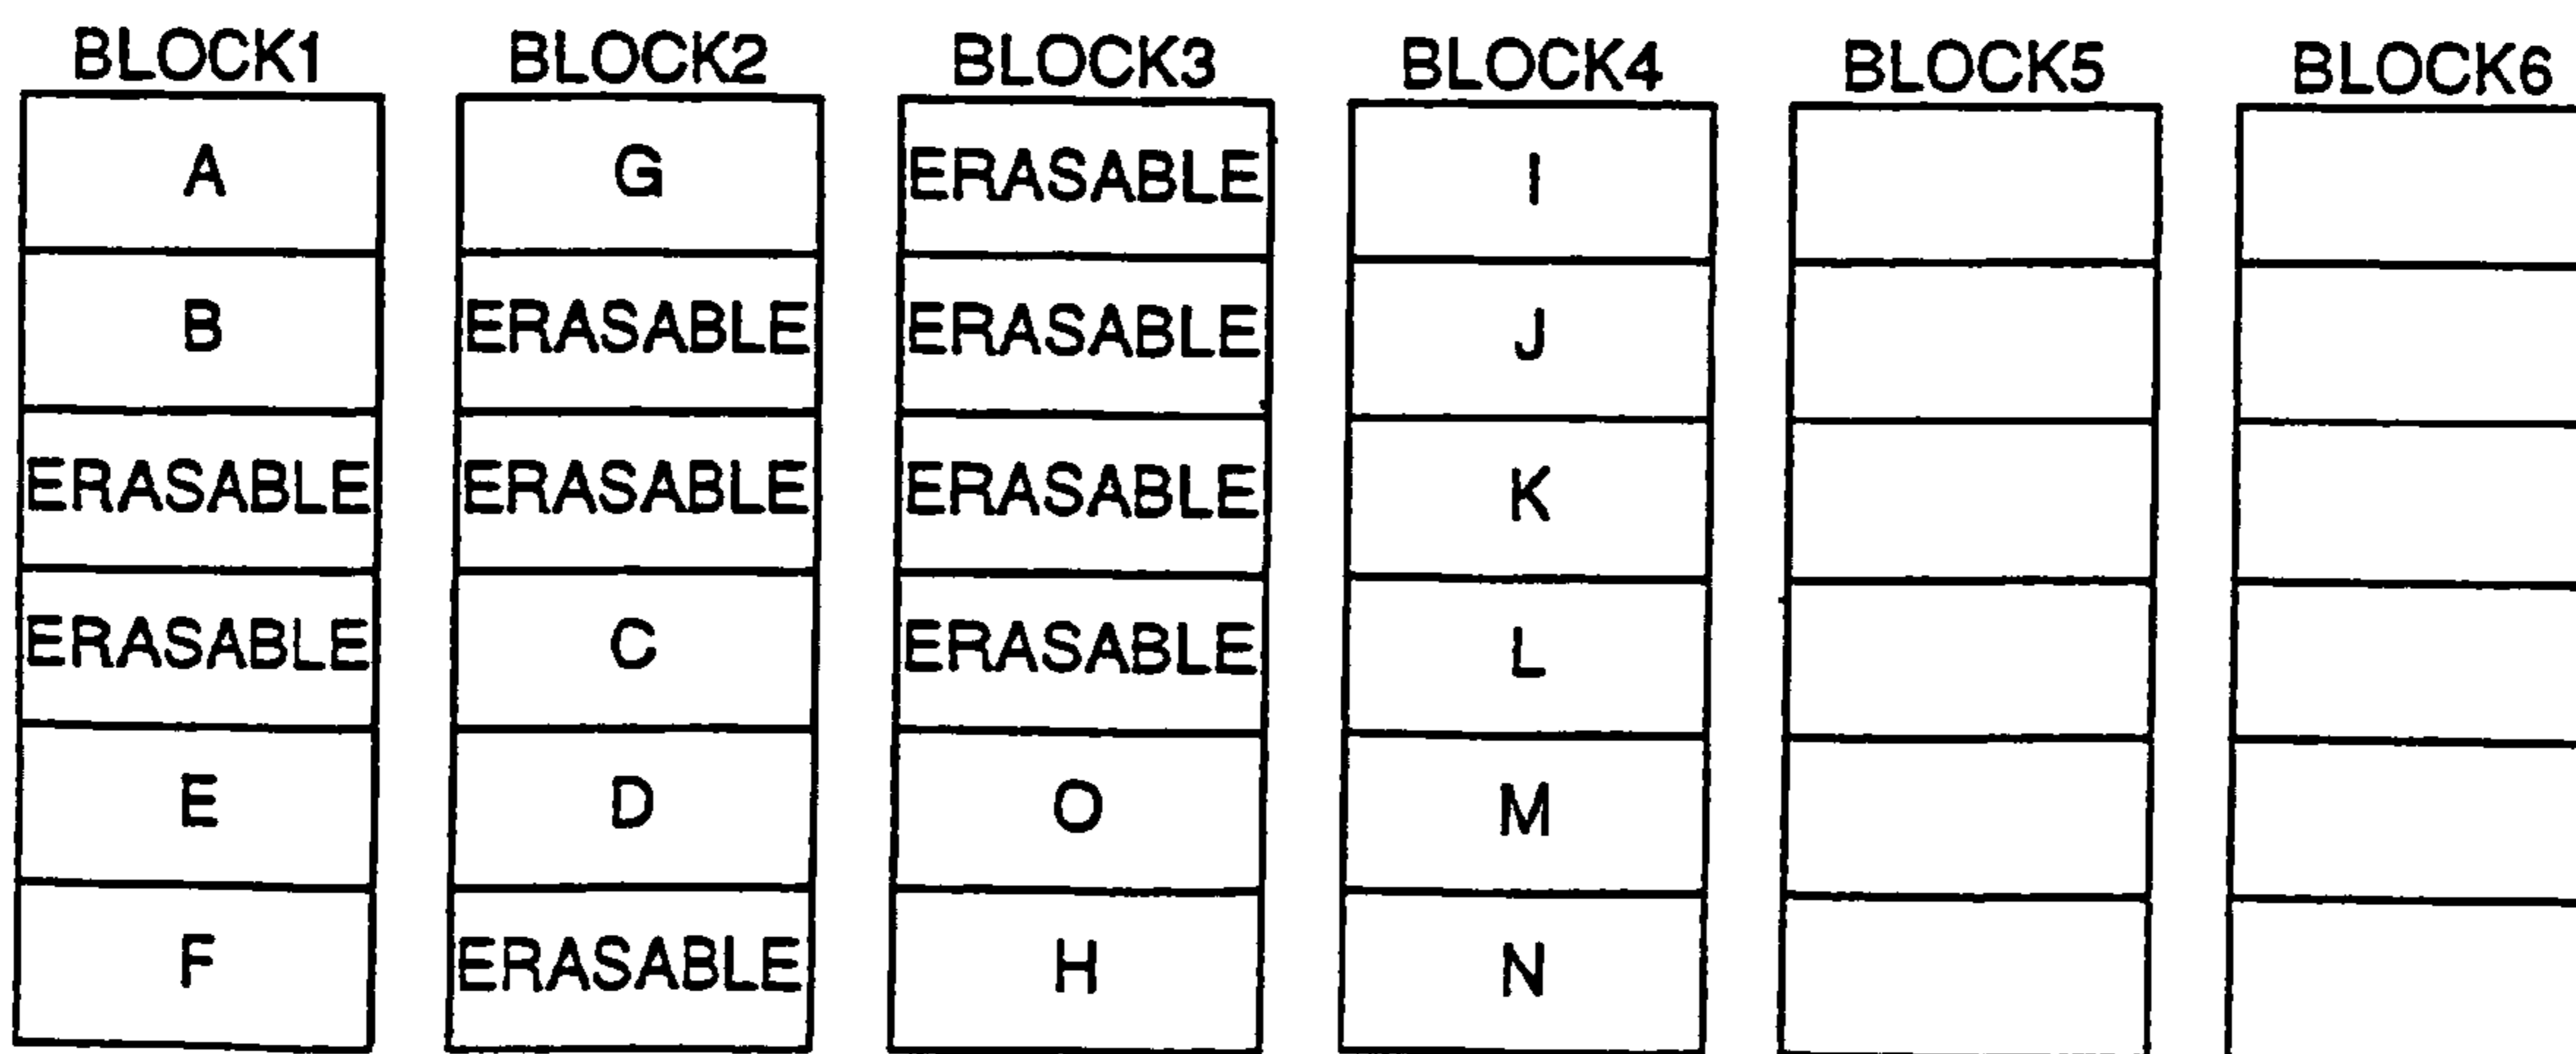 BLOCK1 BLOCK2 BLOCK3 BLOCK4 BLOCK5 BLOCK6
A G ERASABLE I
B ERASABLE ERASABLE J
ERASABLE ERASABLE ERASABLE K
ERASABLE C ERASABLE L
E D O M
F ERASABLE H N